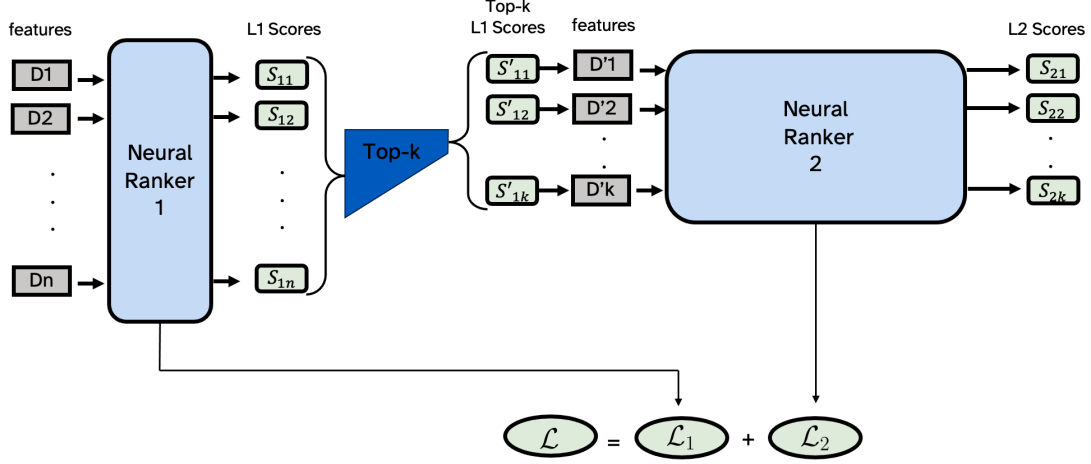 features
L1 Scores
Top-k
L1 Scores
features
L2 Scores
D1
S₁₁
S′₁₁
D'1
S₂₁
D2
S₁₂
S′₁₂
D'2
S₂₂
Neural
Ranker
1
Top-k
Neural
Ranker
2
S′₁ₖ
D'k
S₂ₖ
Dn
S₁ₙ
ℒ = ℒ₁ + ℒ₂